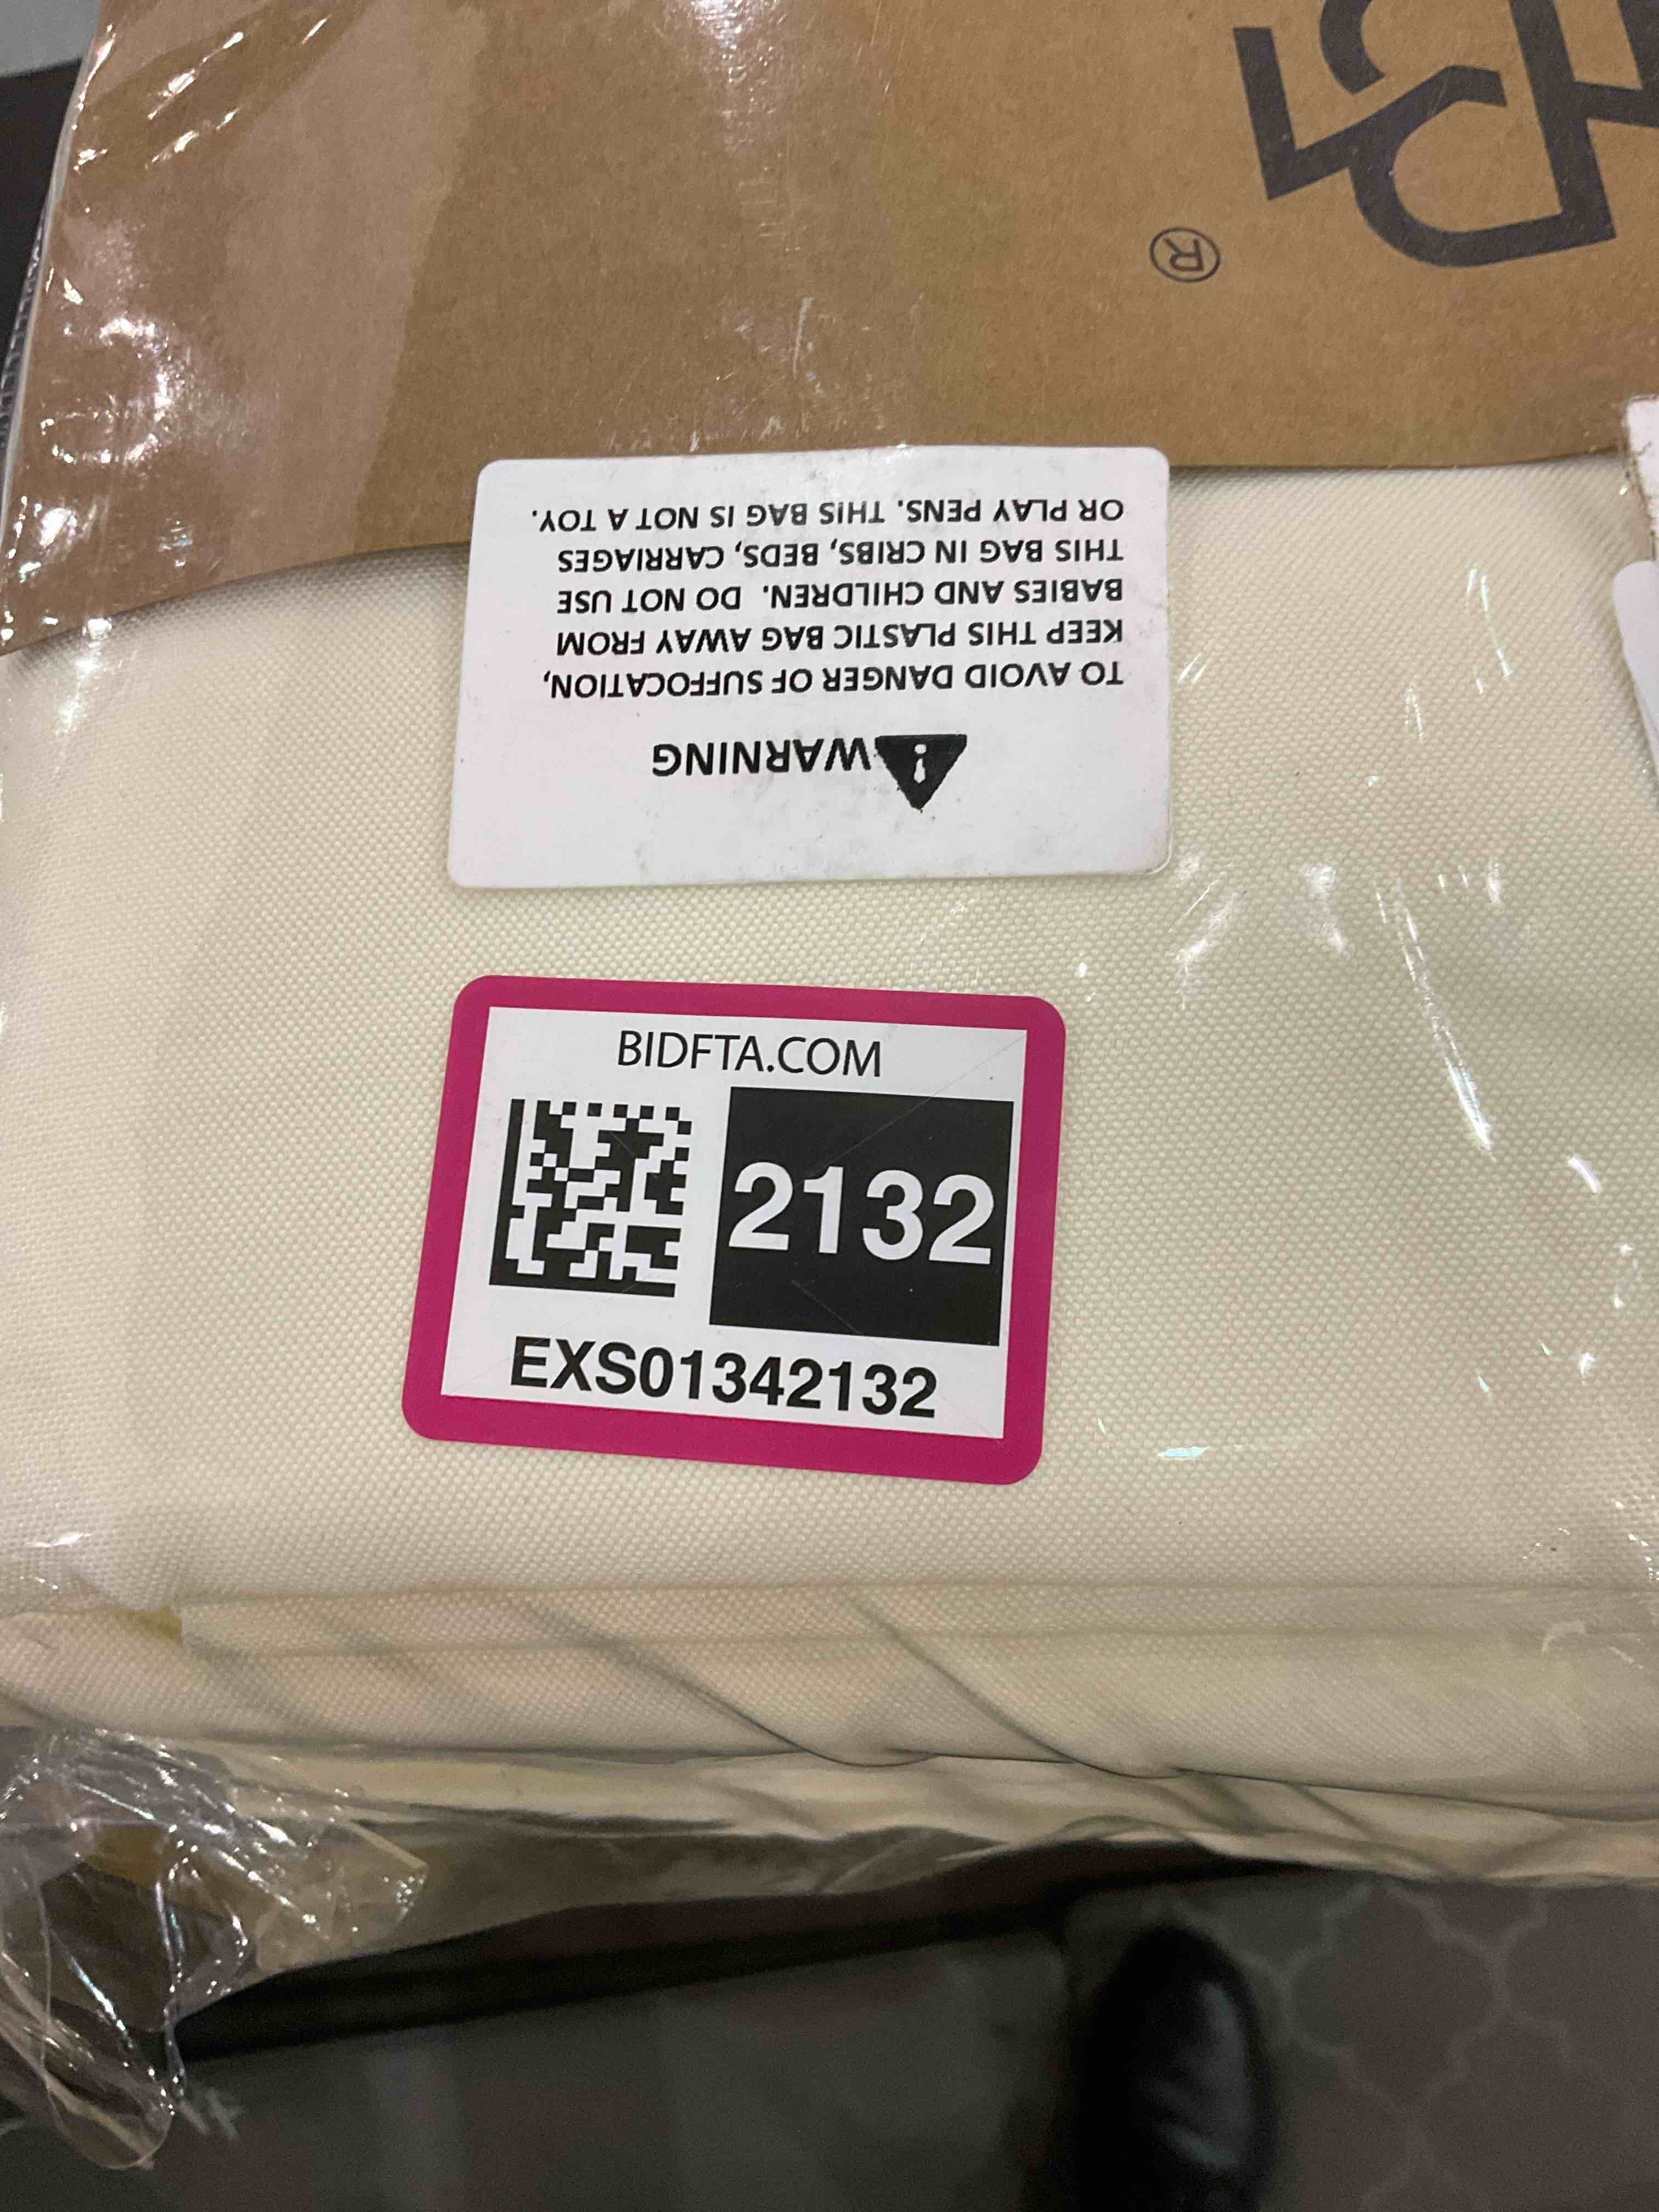 ®
WARNING
TO AVOID DANGER OF SUFFOCATION,
KEEP THIS PLASTIC BAG AWAY FROM
BABIES AND CHILDREN. DO NOT USE
THIS BAG IN CRIBS, BEDS, CARRIAGES
OR PLAY PENS. THIS BAG IS NOT A TOY.
BIDFTA.COM
2132
EXS01342132